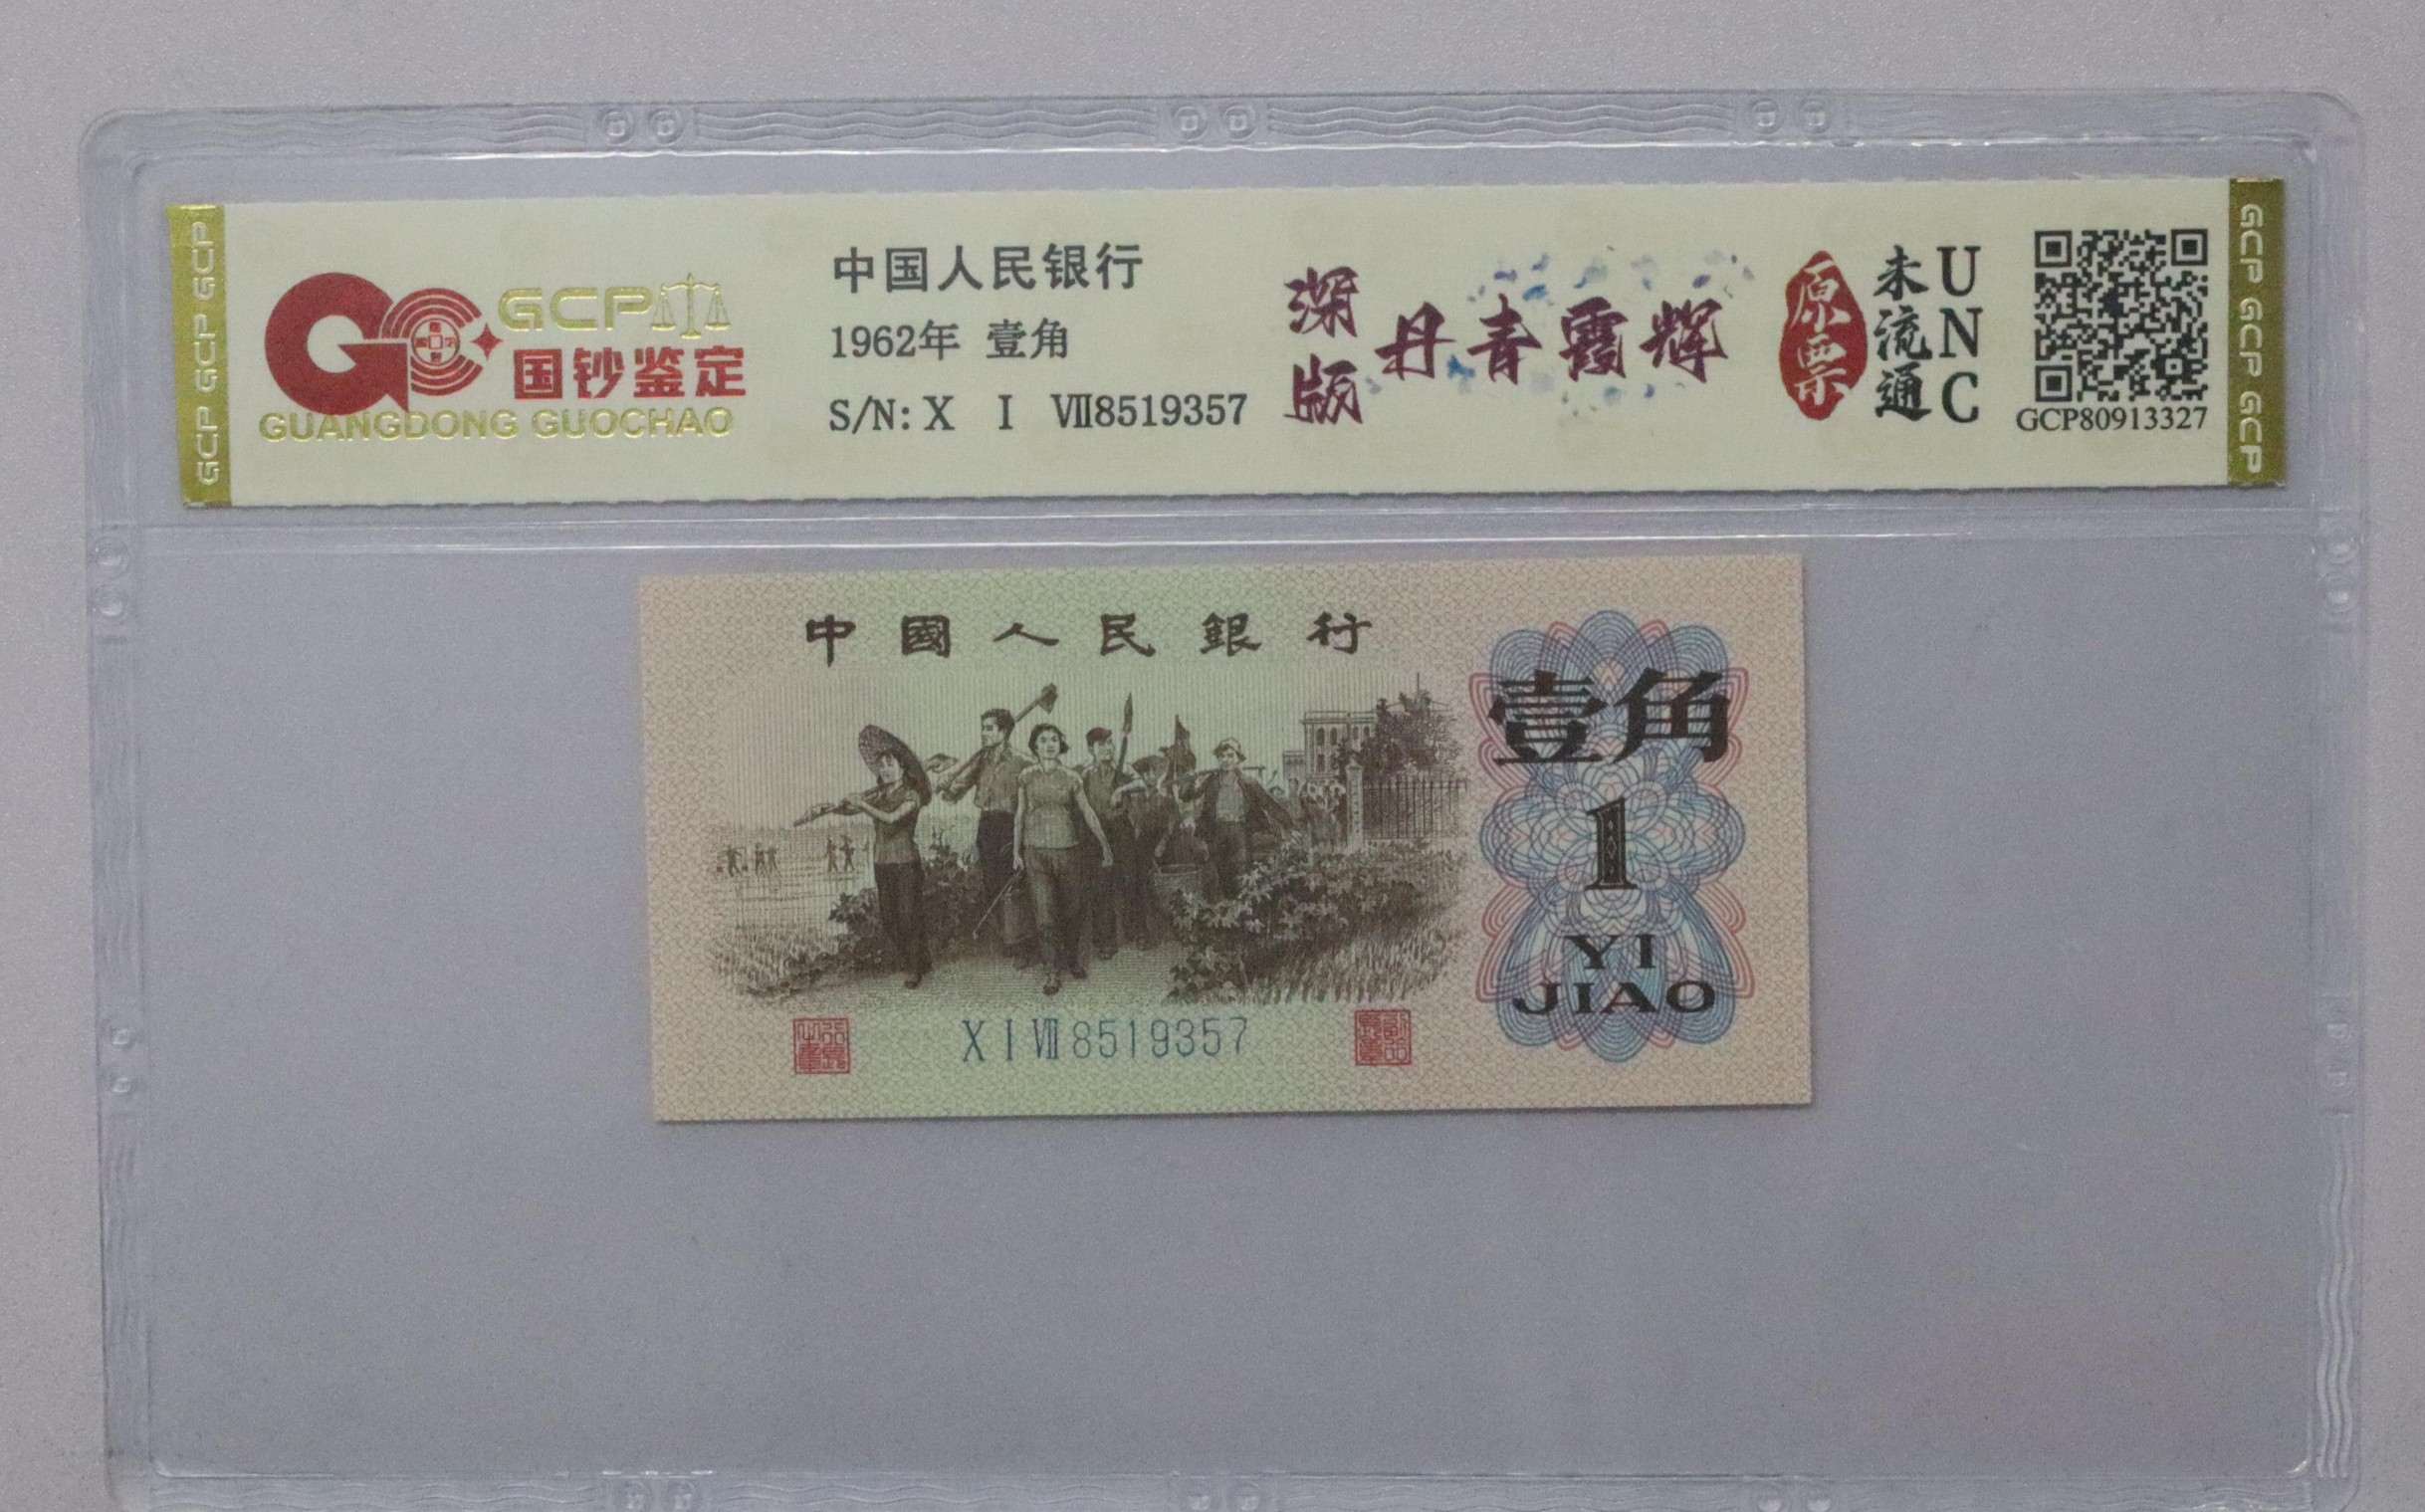 GCP GCP GCP
GCP
国钞鉴定
GUANGDONG GUOCHAO
中国人民银行
1962年 壹角
S/N: X I Ⅶ8519357
深版
丹青霞辉
原票
未流通
UNC
GCP80913327
GCP GCP GCP
中國人民銀行
壹角
1
YI
JIAO
X I Ⅶ 8519357